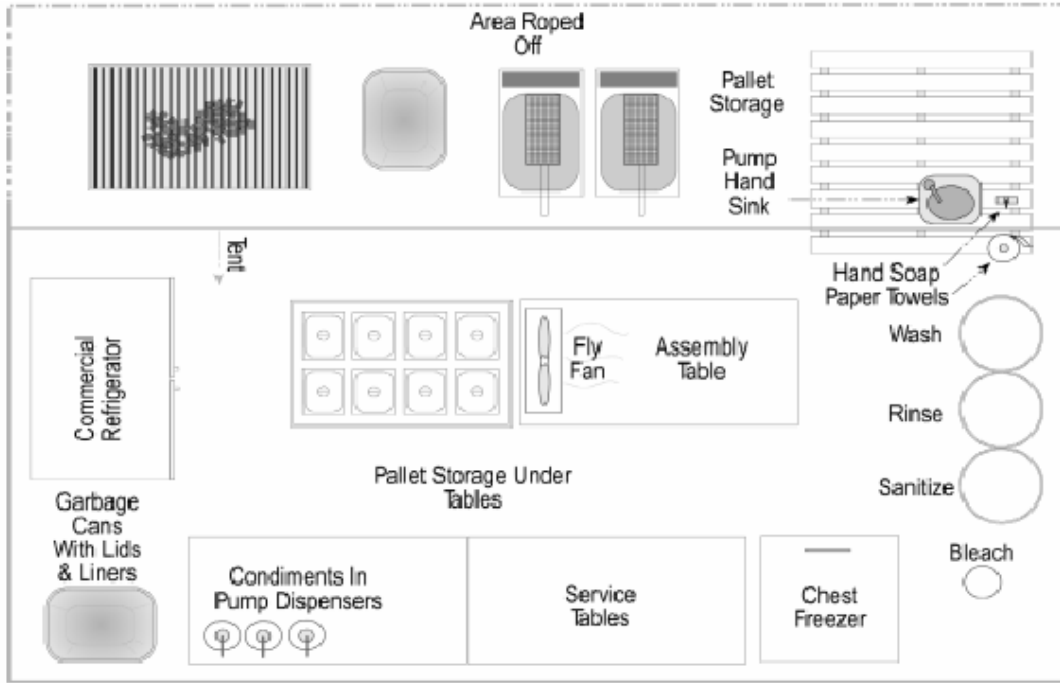 Area Roped
Off
Pallet
Storage
Pump
Hand
Sink
Tent
Hand Soap
Paper Towels
Commercial
Refrigerator
Fly
Fan
Assembly
Table
Wash
Rinse
Sanitize
Pallet Storage Under
Tables
Garbage
Cans
With Lids
& Liners
Condiments In
Pump Dispensers
Service
Tables
Chest
Freezer
Bleach